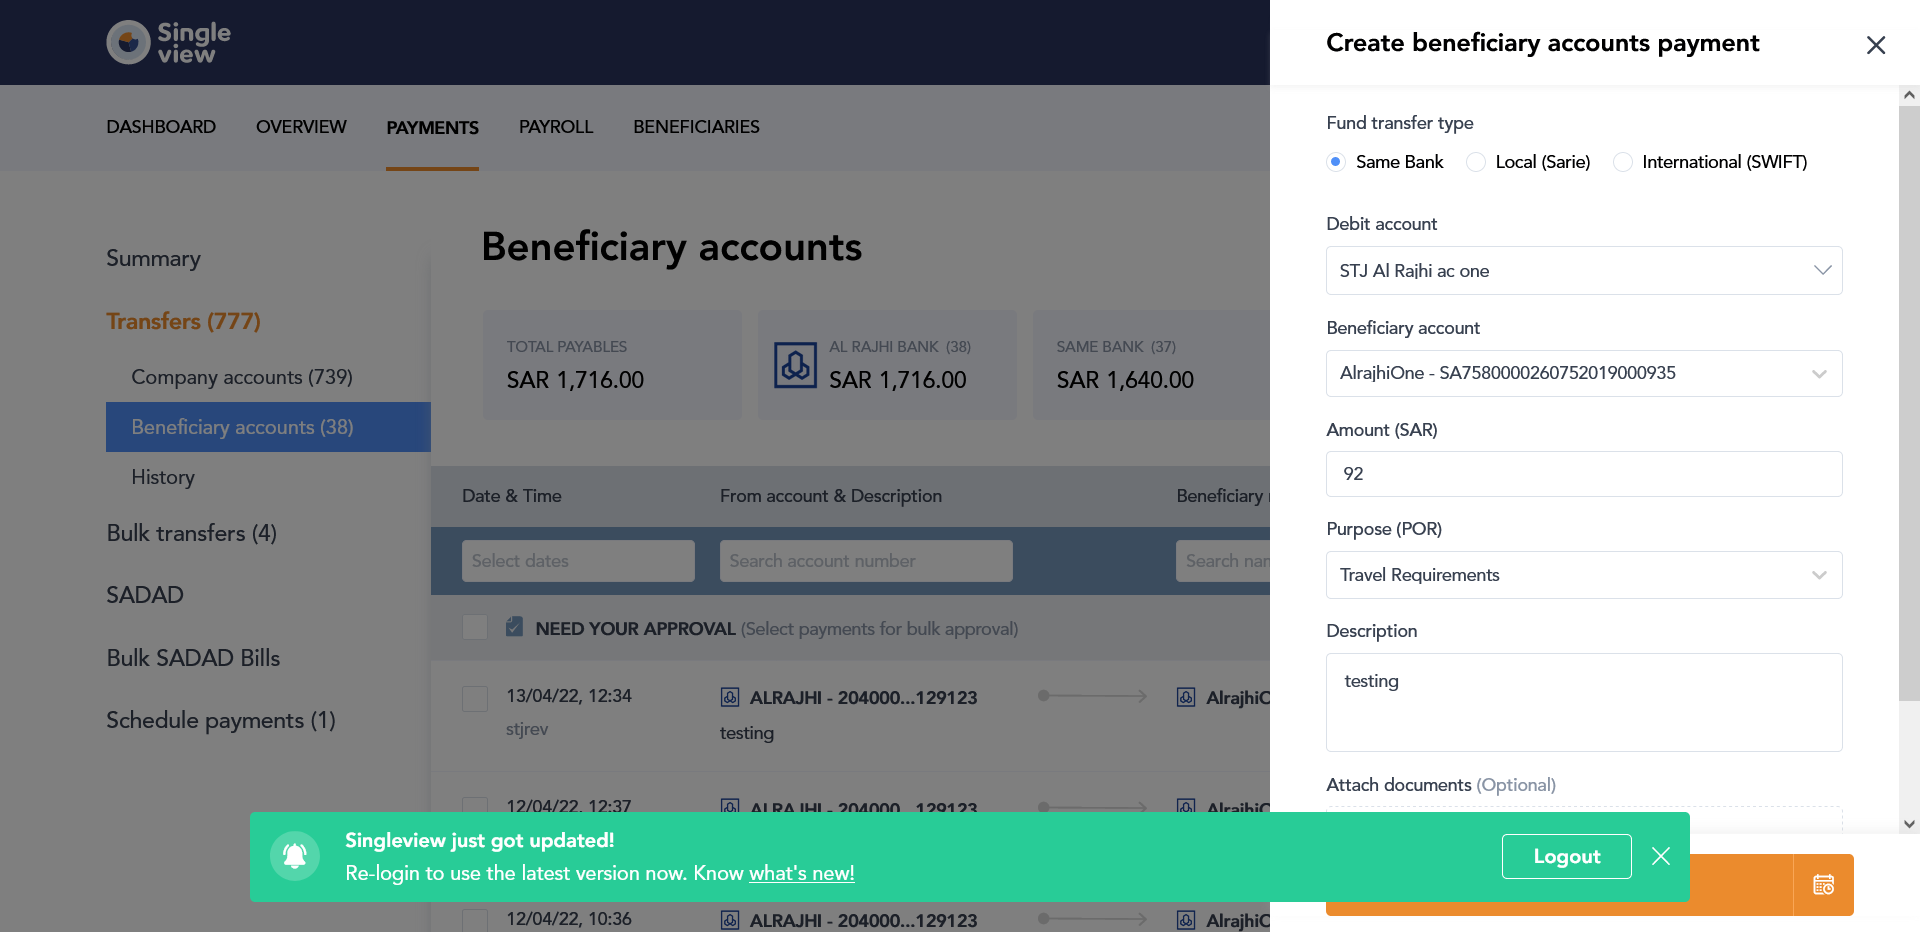 Single
view
DASHBOARD
OVERVIEW
PAYMENTS
PAYROLL
BENEFICIARIES
Summary
Transfers (777)
Company accounts (739)
Beneficiary accounts (38)
History
Bulk transfers (4)
SADAD
Bulk SADAD Bills
Schedule payments (1)
Beneficiary accounts
TOTAL PAYABLES
SAR 1,716.00
AL RAJHI BANK (38)
SAR 1,716.00
SAME BANK (37)
SAR 1,640.00
Date & Time
From account & Description
Beneficiary
Select dates
Search account number
Search nam
NEED YOUR APPROVAL (Select payments for bulk approval)
13/04/22, 12:34
stjrev
ALRAJHI - 204000...129123
testing
AlrajhiO
12/04/22, 12:37
ALRAJHI - 204000...129123
AlrajhiO
12/04/22, 10:36
ALRAJHI - 204000...129123
AlrajhiO
Create beneficiary accounts payment
Fund transfer type
Same Bank
Local (Sarie)
International (SWIFT)
Debit account
STJ Al Rajhi ac one
Beneficiary account
AlrajhiOne - SA7580000260752019000935
Amount (SAR)
92
Purpose (POR)
Travel Requirements
Description
testing
Attach documents (Optional)
Singleview just got updated!
Re-login to use the latest version now. Know what's new!
Logout